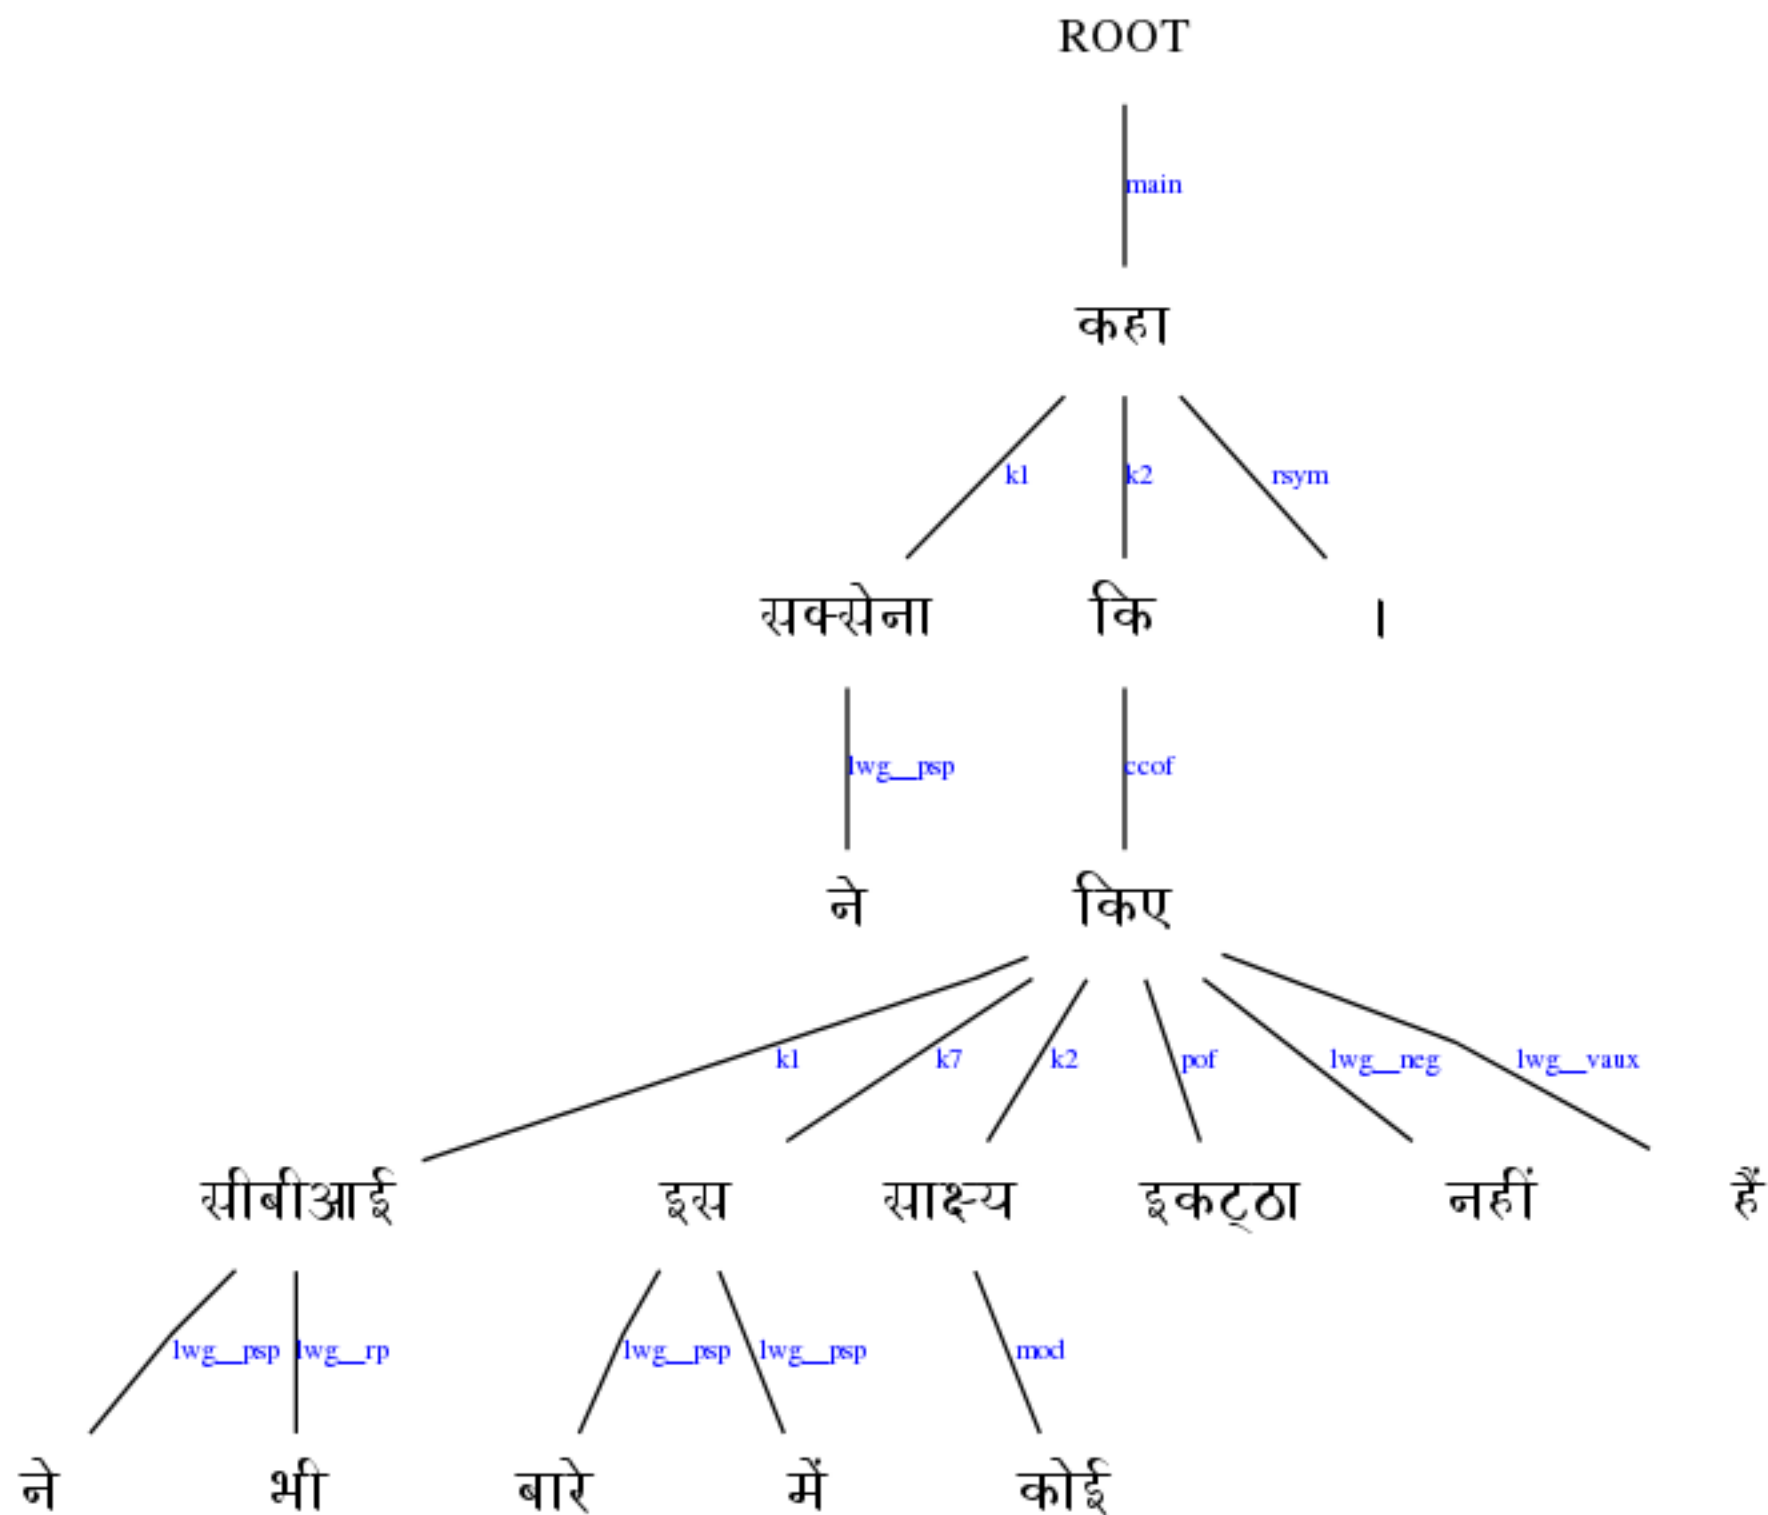 ROOT
main
कहा
k1 k2 rsym
सक्सेना कि ।
lwg__psp ccof
ने किए
k1 k7 k2 pof lwg__neg lwg__vaux
सीबीआई इस साक्ष्य इकट्ठा नहीं हैं
lwg__psp lwg__rp lwg__psp lwg__psp mod
ने भी बारे में कोई